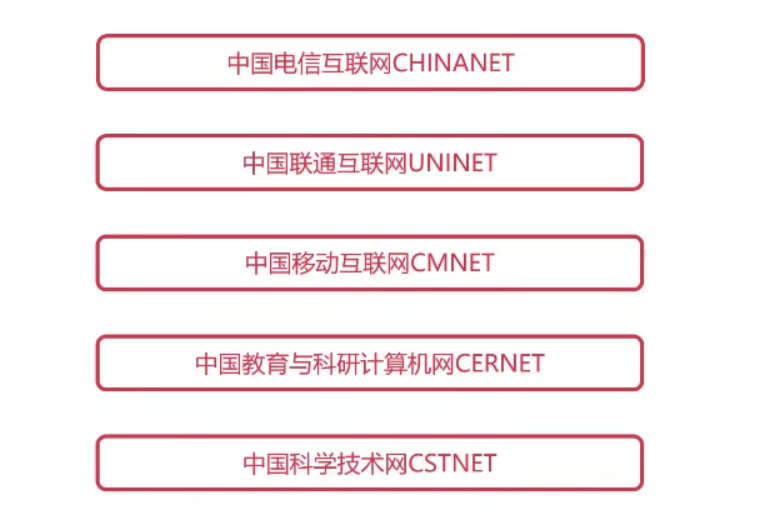 中国电信互联网CHINANET
中国联通互联网UNINET
中国移动互联网CMNET
中国教育与科研计算机网CERNET
中国科学技术网CSTNET